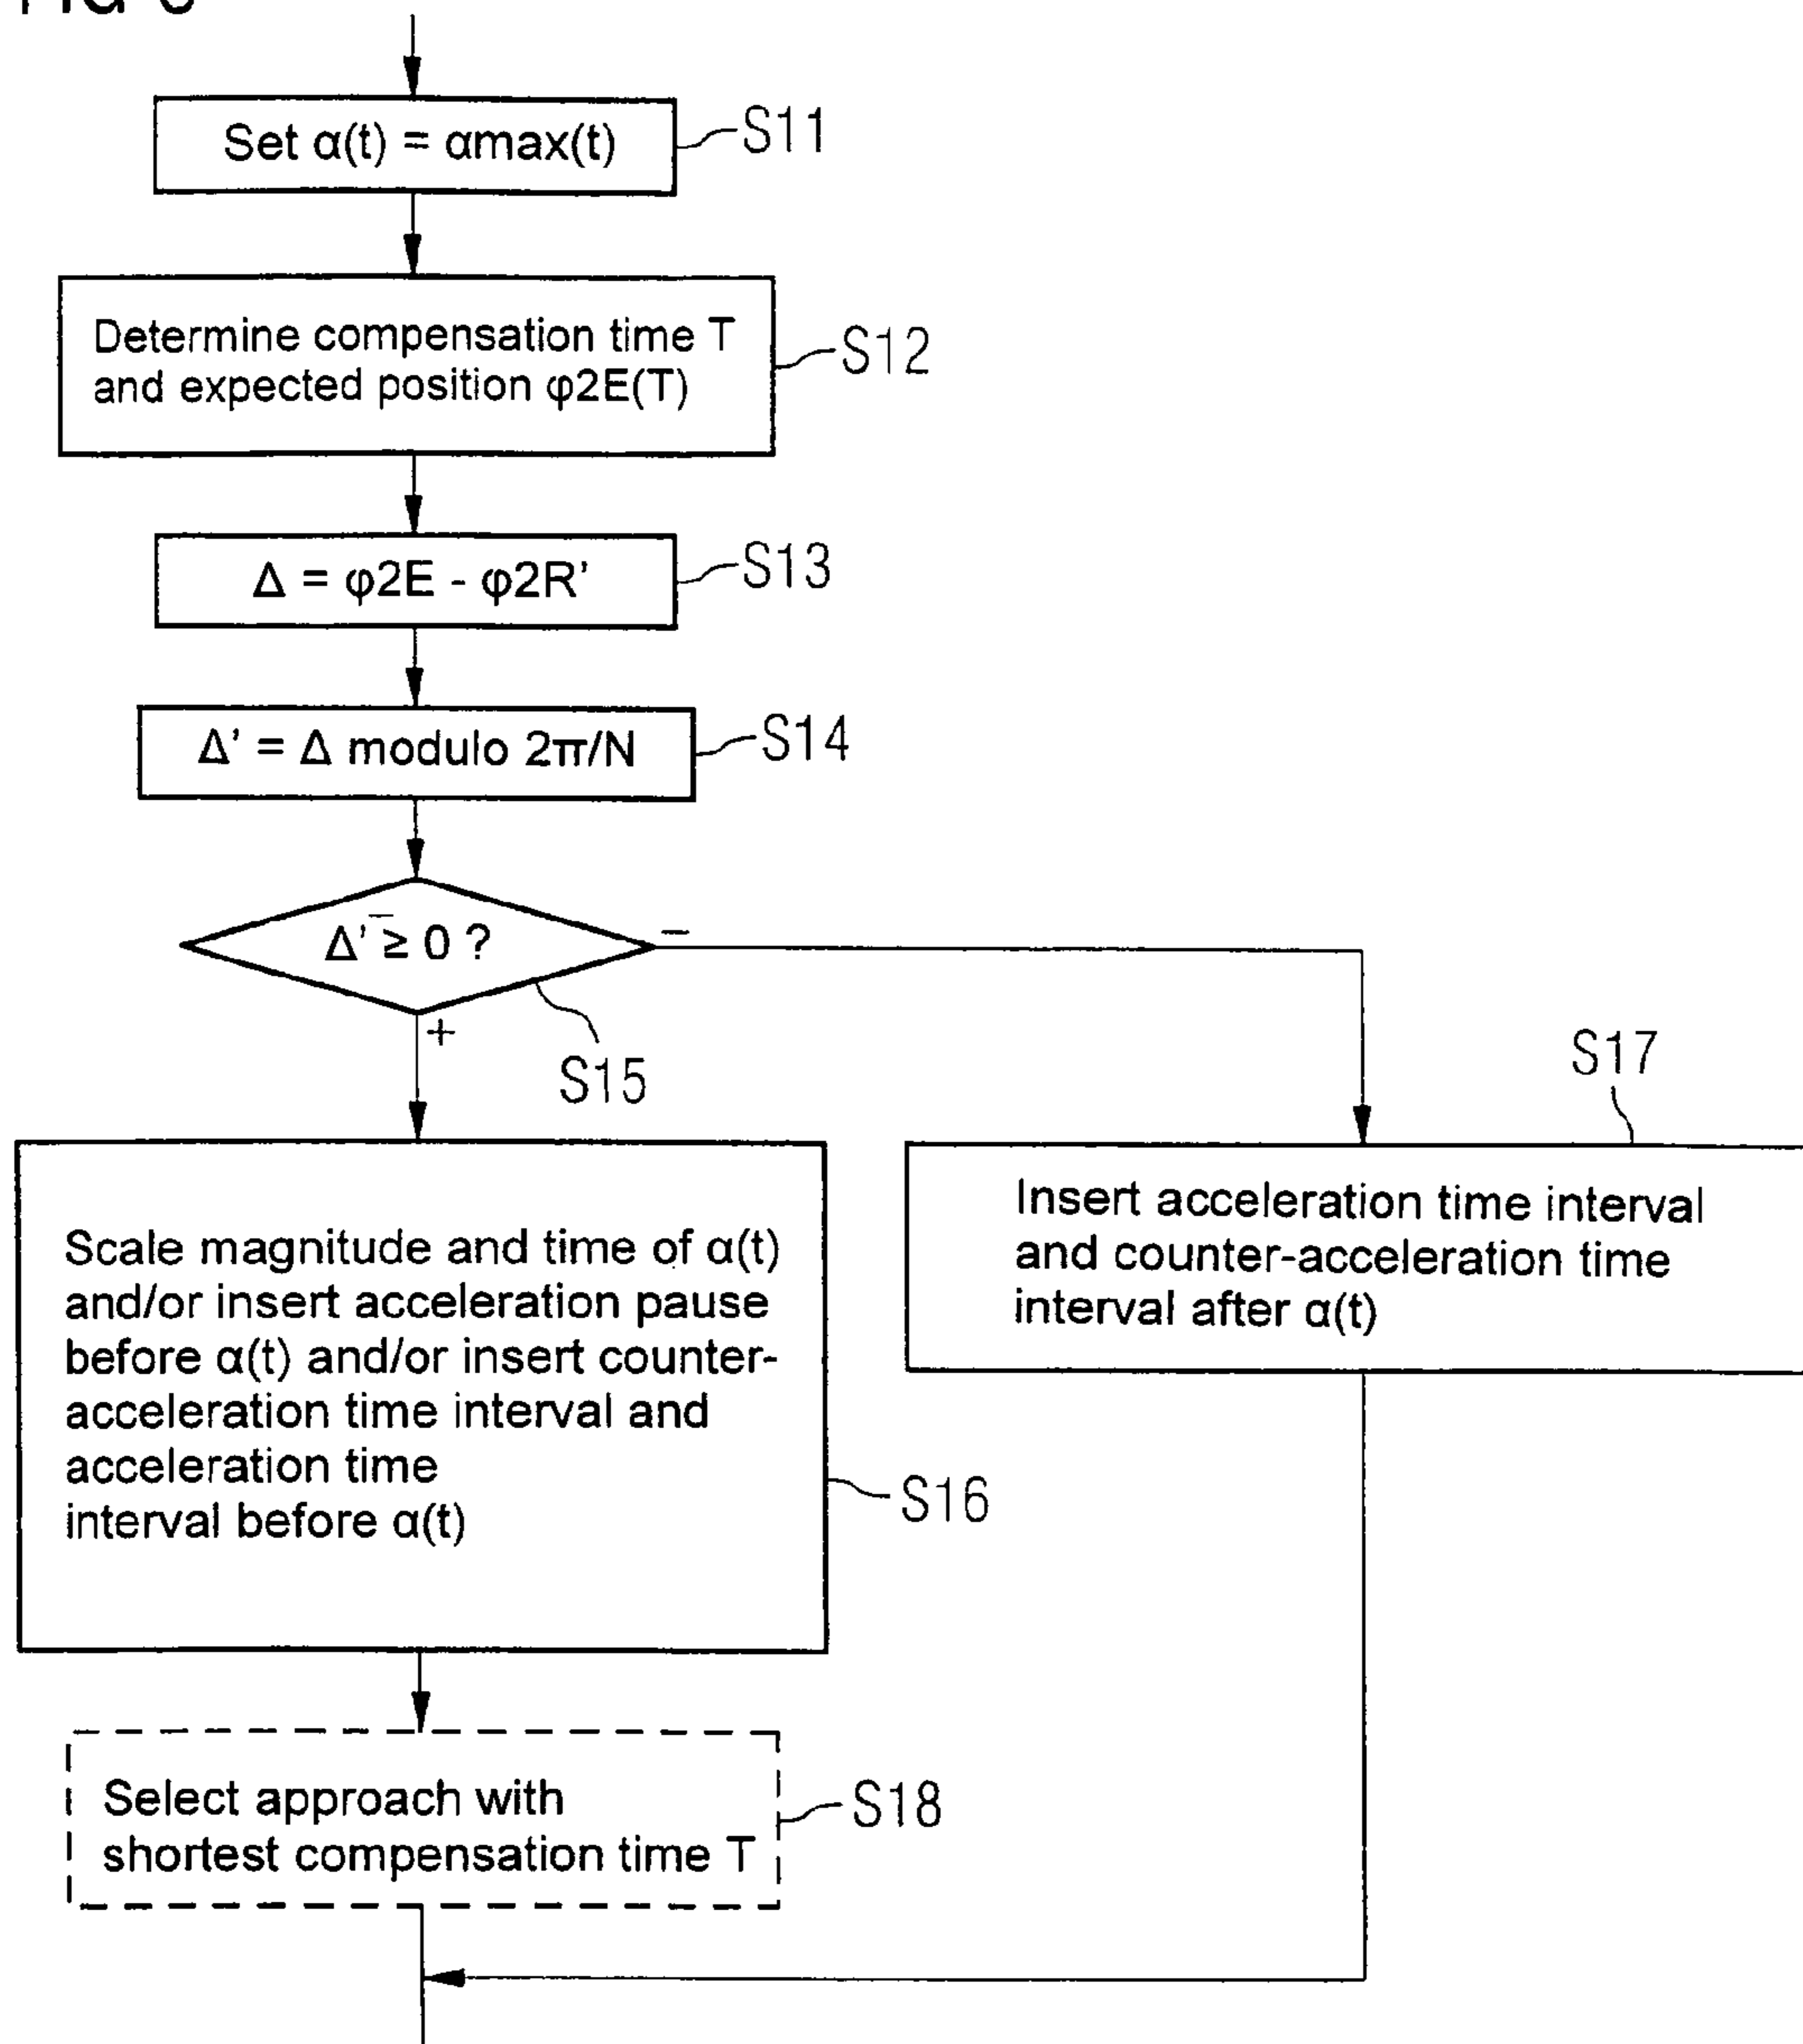 Set α(t) = αmax(t)
S11
Determine compensation time T
and expected position φ2E(T)
S12
Δ = φ2E - φ2R’
S13
Δ’ = Δ modulo 2π/N
S14
Δ’ ≥ 0 ?
−
+
S15
S17
Scale magnitude and time of α(t)
and/or insert acceleration pause
before α(t) and/or insert counter-
acceleration time interval and
acceleration time
interval before α(t)
S16
Insert acceleration time interval
and counter-acceleration time
interval after α(t)
Select approach with
shortest compensation time T
S18